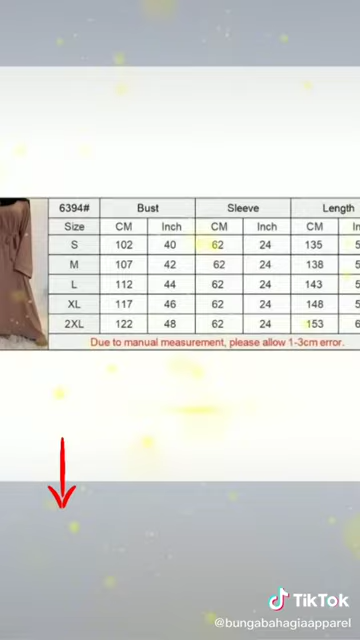 6394# Bust Sleeve Length
Size CM Inch CM Inch CM
S 102 40 62 24 135
M 107 42 62 24 138
L 112 44 62 24 143
XL 117 46 62 24 148
2XL 122 48 62 24 153
Due to manual measurement, please allow 1-3cm error.
TikTok
@bungabahagiaapparel